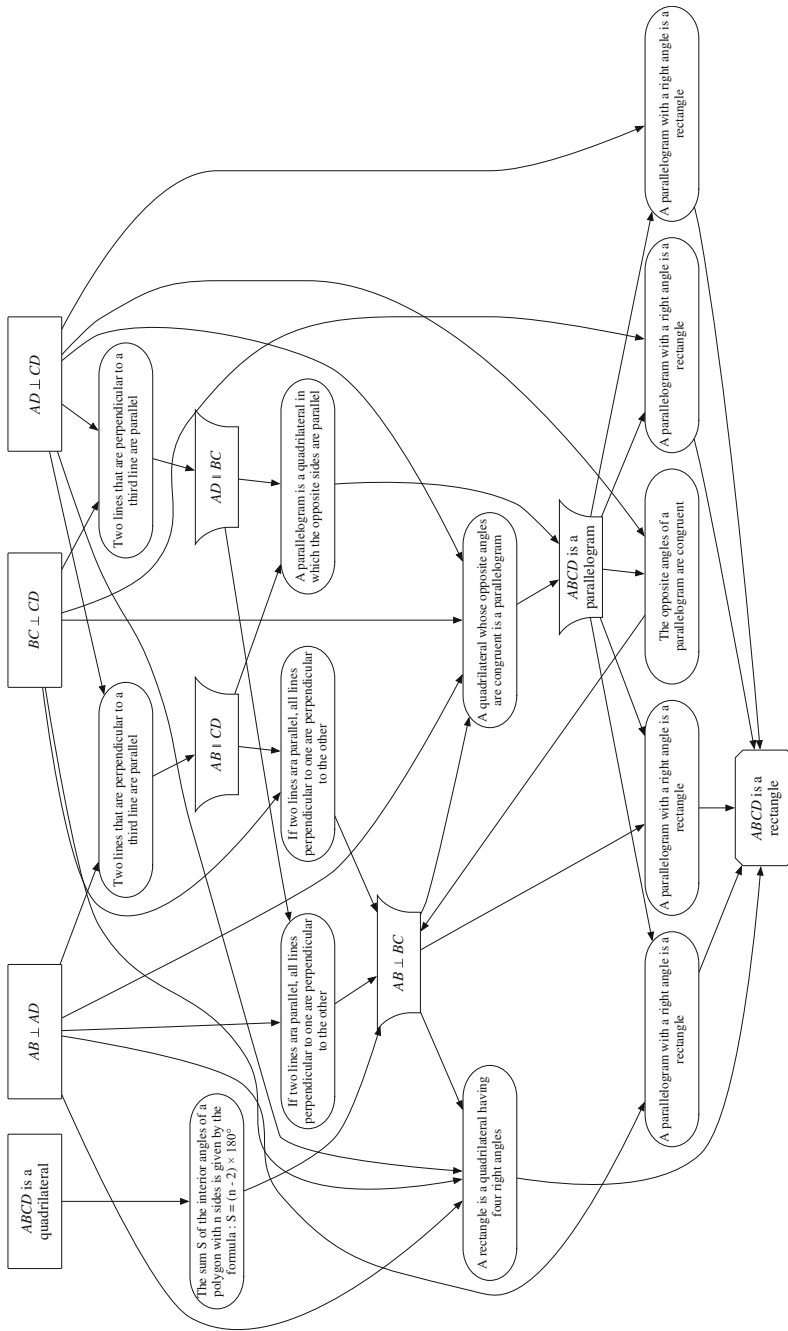 ABCD is a
quadrilateral
AB ⊥ AD
BC ⊥ CD
AD ⊥ CD
The sum S of the interior angles of a
polygon with n sides is given by the
formula : S = (n - 2) × 180°
Two lines that are perpendicular to a
third line are parallel
Two lines that are perpendicular to a
third line are parallel
AB ∥ CD
AD ∥ BC
If two lines ara parallel, all lines
perpendicular to one are perpendicular
to the other
If two lines ara parallel, all lines
perpendicular to one are perpendicular
to the other
A parallelogram is a quadrilateral in
which the opposite sides are parallel
AB ⊥ BC
A rectangle is a quadrilateral having
four right angles
A quadrilateral whose opposite angles
are congruent is a parallelogram
ABCD is a
parallelogram
A parallelogram with a right angle is a
rectangle
A parallelogram with a right angle is a
rectangle
The opposite angles of a
parallelogram are congruent
A parallelogram with a right angle is a
rectangle
A parallelogram with a right angle is a
rectangle
ABCD is a
rectangle